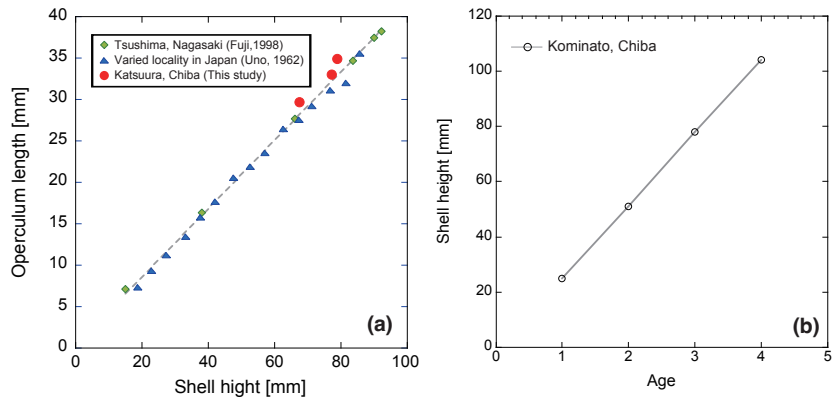 40
35
30
25
20
15
10
5
0
Operculum length [mm]
Tsushima, Nagasaki (Fuji,1998)
Varied locality in Japan (Uno, 1962)
Katsuura, Chiba (This study)
(a)
0 20 40 60 80 100
Shell hight [mm]
120
100
80
60
40
20
0
Shell height [mm]
Kominato, Chiba
(b)
0 1 2 3 4 5
Age